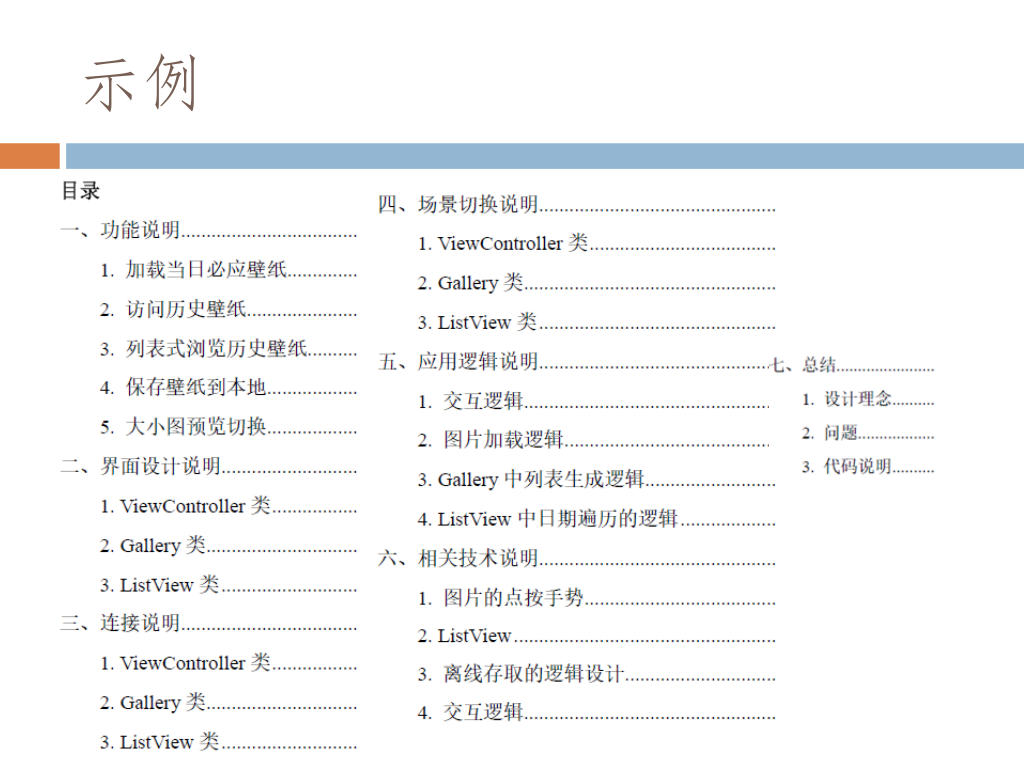 示例
目录
一、功能说明...................................
1. 加载当日必应壁纸..............
2. 访问历史壁纸......................
3. 列表式浏览历史壁纸..........
4. 保存壁纸到本地..................
5. 大小图预览切换..................
二、界面设计说明...........................
1. ViewController 类.................
2. Gallery 类..............................
3. ListView 类...........................
三、连接说明...................................
1. ViewController 类.................
2. Gallery 类..............................
3. ListView 类...........................
四、场景切换说明...............................................
1. ViewController 类.....................................
2. Gallery 类..................................................
3. ListView 类...............................................
五、应用逻辑说明...............................................
1. 交互逻辑.................................................
2. 图片加载逻辑.........................................
3. Gallery 中列表生成逻辑..........................
4. ListView 中日期遍历的逻辑...................
六、相关技术说明...............................................
1. 图片的点按手势......................................
2. ListView....................................................
3. 离线存取的逻辑设计..............................
4. 交互逻辑..................................................
七、总结........................
1. 设计理念..........
2. 问题..................
3. 代码说明..........